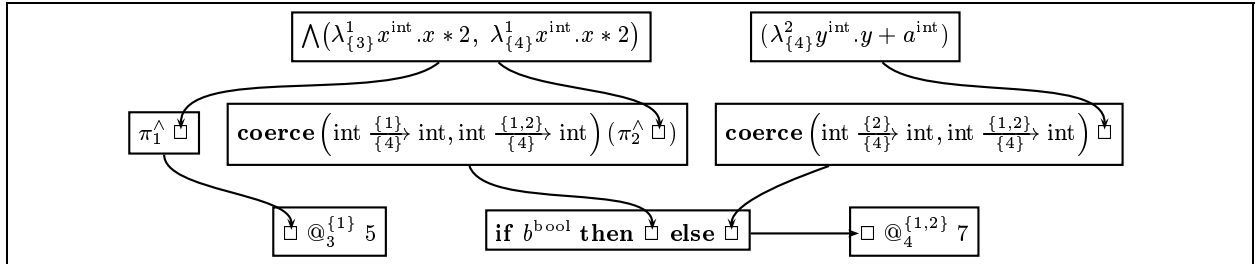 ⋀(λ^1_{3} x^int . x * 2, λ^1_{4} x^int . x * 2) (λ^2_{4} y^int . y + a^int)
π^∧_1 □ coerce (int {1}/{4}→ int, int {1,2}/{4}→ int) (π^∧_2 □) coerce (int {2}/{4}→ int, int {1,2}/{4}→ int) □
□ @^{1}_3 5 if b^bool then □ else □ □ @^{1,2}_4 7